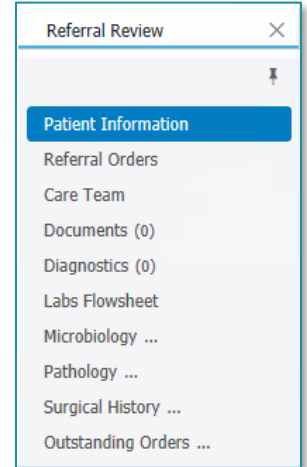 Referral Review
Patient Information
Referral Orders
Care Team
Documents (0)
Diagnostics (0)
Labs Flowsheet
Microbiology ...
Pathology ...
Surgical History ...
Outstanding Orders ...